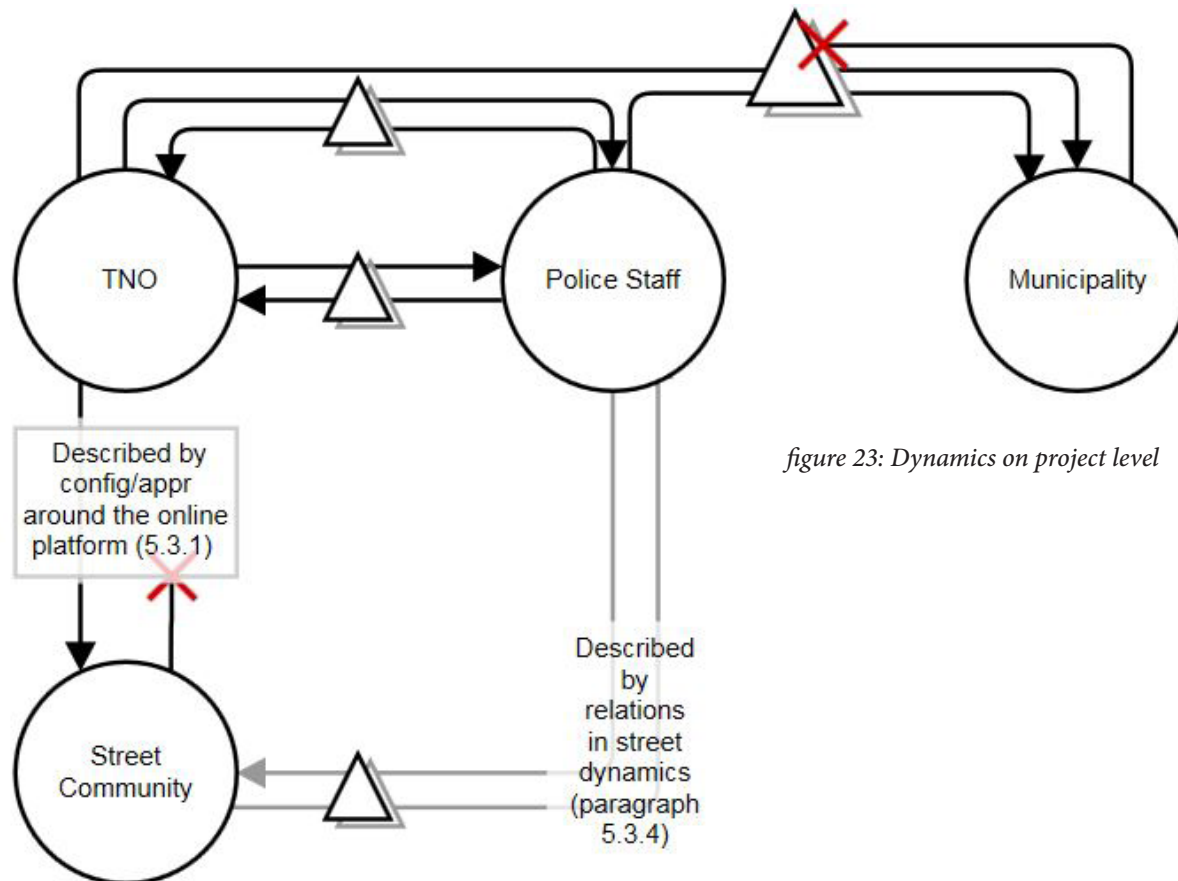 TNO
Police Staff
Municipality
figure 23: Dynamics on project level
Described by
config/appr
around the online
platform (5.3.1)
Described
by
relations
in street
dynamics
(paragraph
5.3.4)
Street
Community